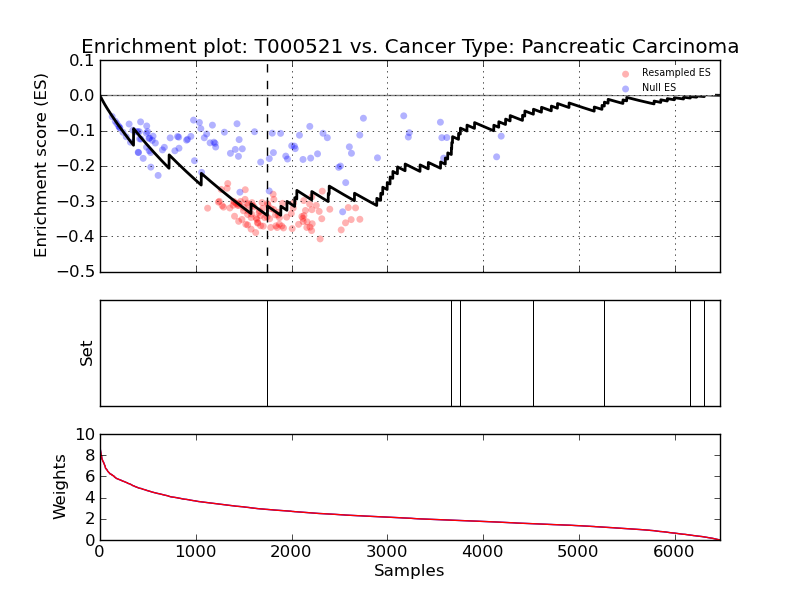 Enrichment plot: T000521 vs. Cancer Type: Pancreatic Carcinoma
Enrichment score (ES)
0.1
0.0
−0.1
−0.2
−0.3
−0.4
−0.5
Resampled ES
Null ES
Set
Weights
10
8
6
4
2
0
0 1000 2000 3000 4000 5000 6000
Samples